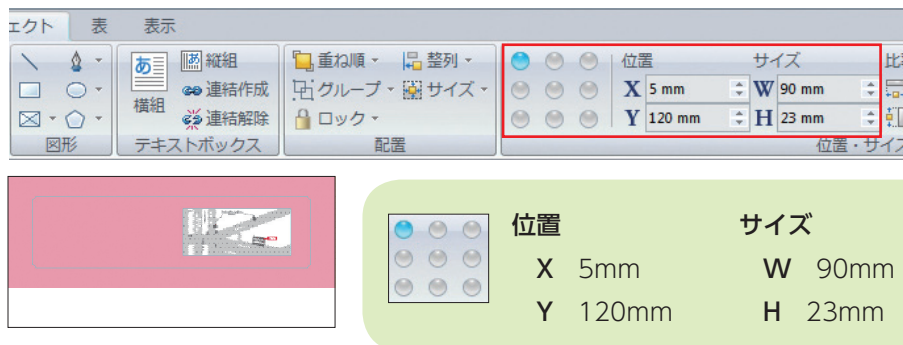 ェクト 表 表示
あ 縦組
横組 連結作成
連結解除
重ね順 整列
グループ サイズ
ロック
位置 サイズ
X 5 mm W 90 mm
Y 120 mm H 23 mm
図形 テキストボックス 配置 位置・サイズ
位置 サイズ
X 5mm W 90mm
Y 120mm H 23mm